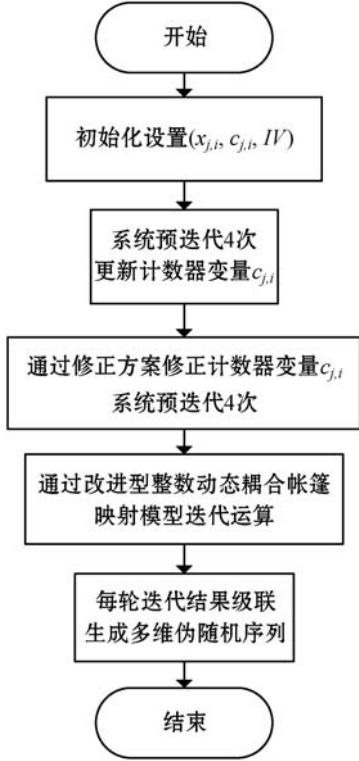 开始
初始化设置(x_{j,i}, c_{j,i}, IV)
系统预迭代4次
更新计数器变量c_{j,i}
通过修正方案修正计数器变量c_{j,i}
系统预迭代4次
通过改进型整数动态耦合帐篷
映射模型迭代运算
每轮迭代结果级联
生成多维伪随机序列
结束